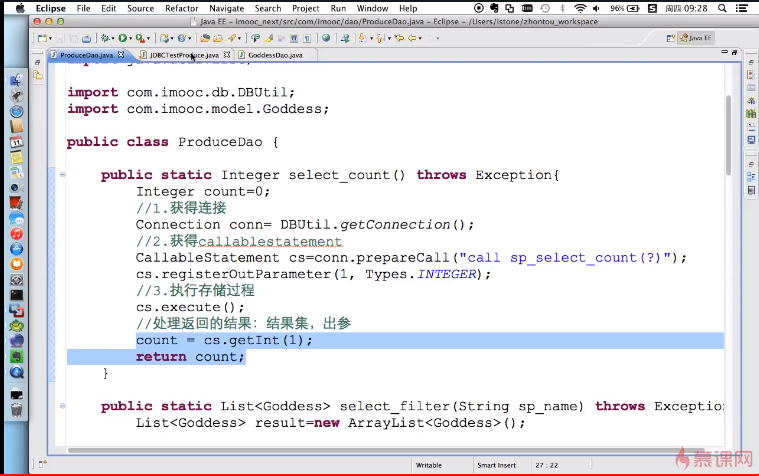 Eclipse File Edit Source Refactor Navigate Search Project Run Window Help 96% 周四 09:28
Java EE - imooc_next/src/com/imooc/dao/ProduceDao.java - Eclipse - /Users/istone/zhontou_workspace
Java EE
ProduceDao.java JDBCTestProduce.java GoddessDao.java
import com.imooc.db.DBUtil;
import com.imooc.model.Goddess;
public class ProduceDao {
public static Integer select_count() throws Exception{
Integer count=0;
//1.获得连接
Connection conn= DBUtil.getConnection();
//2.获得callablestatement
CallableStatement cs=conn.prepareCall("call sp_select_count(?)");
cs.registerOutParameter(1, Types.INTEGER);
//3.执行存储过程
cs.execute();
//处理返回的结果：结果集，出参
count = cs.getInt(1);
return count;
}
public static List<Goddess> select_filter(String sp_name) throws Exception
List<Goddess> result=new ArrayList<Goddess>();
Writable Smart Insert 27 : 22
慕课网